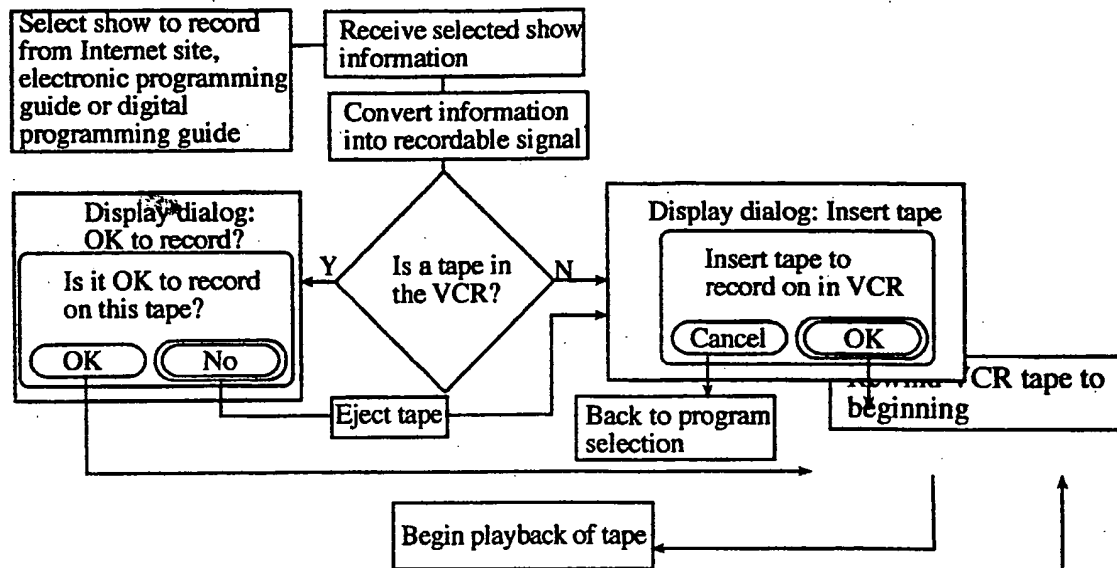 Select show to record
from Internet site,
electronic programming
guide or digital
programming guide
Receive selected show
information
Convert information
into recordable signal
Display dialog:
OK to record?
Is it OK to record
on this tape?
OK
No
Y
Is a tape in
the VCR?
N
Display dialog: Insert tape
Insert tape to
record on in VCR
Cancel
OK
Eject tape
Back to program
selection
VCR tape to
beginning
Begin playback of tape